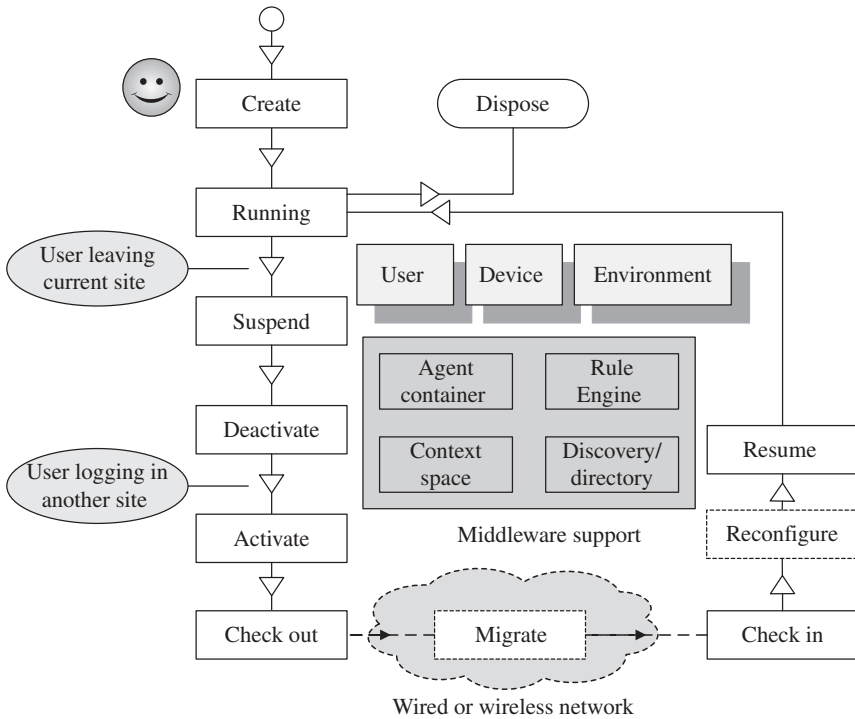 Create
Dispose
Running
User leaving
current site
User
Device
Environment
Suspend
Agent
container
Rule
Engine
Deactivate
Context
space
Discovery/
directory
Resume
User logging in
another site
Activate
Middleware support
Reconfigure
Check out
Migrate
Check in
Wired or wireless network